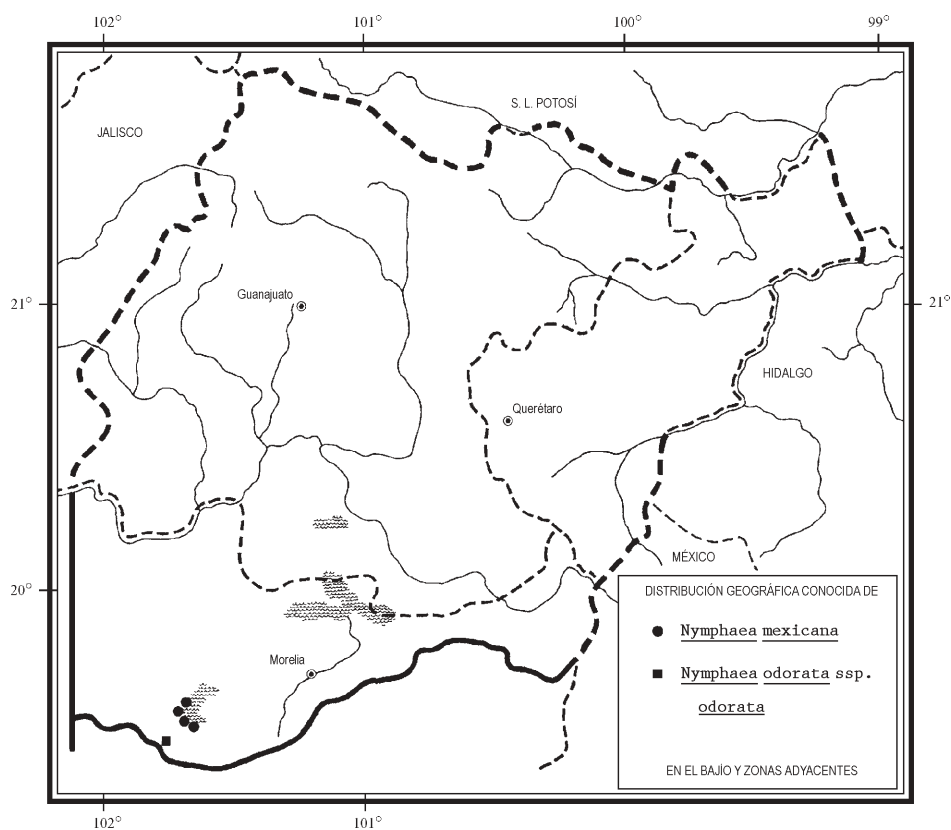 102° 101° 100° 99°
S. L. POTOSÍ
JALISCO
Guanajuato
21° 21°
HIDALGO
Querétaro
MÉXICO
20°
DISTRIBUCIÓN GEOGRÁFICA CONOCIDA DE
Nymphaea mexicana
Morelia
Nymphaea odorata ssp.
odorata
EN EL BAJÍO Y ZONAS ADYACENTES
102° 101°